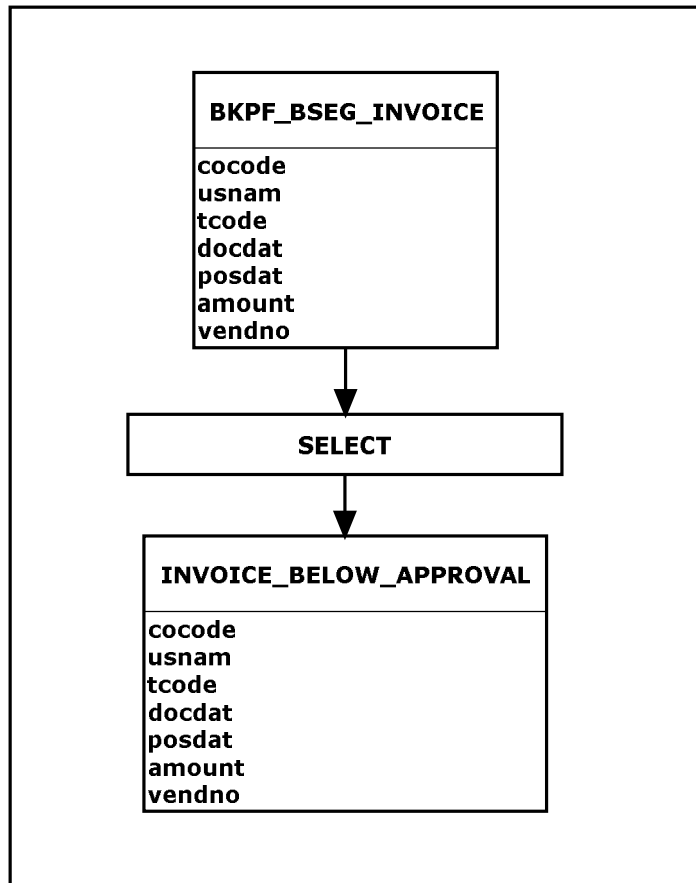 BKPF_BSEG_INVOICE
cocode
usnam
tcode
docdat
posdat
amount
vendno
SELECT
INVOICE_BELOW_APPROVAL
cocode
usnam
tcode
docdat
posdat
amount
vendno